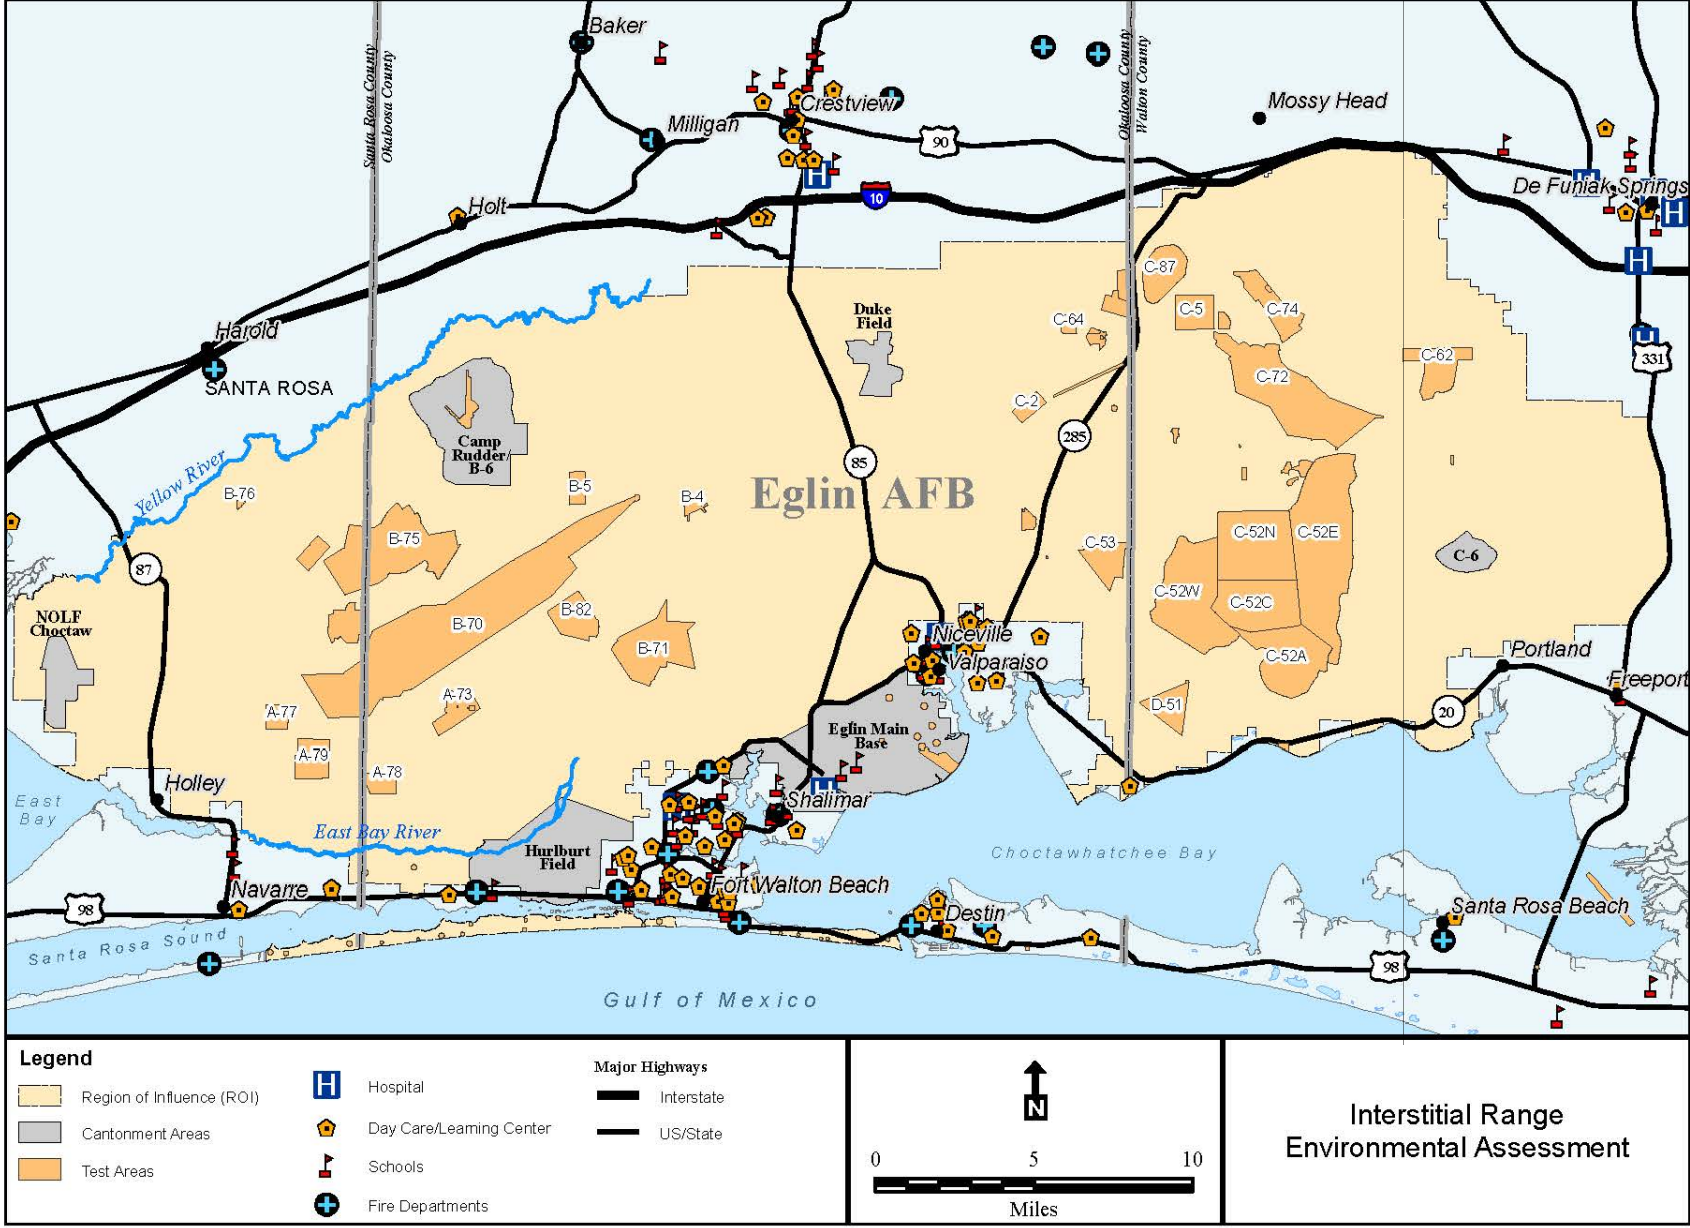 Baker
Santa Rosa County
Okaloosa County
Okaloosa County
Walton County
Crestview
Mossy Head
Milligan
90
De Funiak Springs
10
Holt
C-87
C-5
C-74
C-64
Duke
Field
Harold
SANTA ROSA
331
C-62
C-72
C-2
Camp
Rudder/
B-6
285
85
Yellow River
B-76
B-5
B-4
Eglin AFB
B-75
C-52N
C-52E
C-53
C-6
87
C-52W
C-52C
NOLF
Choctaw
B-82
B-70
B-71
Niceville
Valparaiso
C-52A
Portland
Freeport
A-73
A-77
D-51
20
Eglin Main
Base
A-79
A-78
Holley
East
Bay
Shalimar
East Bay River
Hurlburt
Field
Choctawhatchee Bay
Navarre
Fort Walton Beach
98
Destin
Santa Rosa Beach
Santa Rosa Sound
98
Gulf of Mexico
Legend
Region of Influence (ROI)
Cantonment Areas
Test Areas
H Hospital
Day Care/Learning Center
Schools
Fire Departments
Major Highways
Interstate
US/State
N
0 5 10
Miles
Interstitial Range
Environmental Assessment